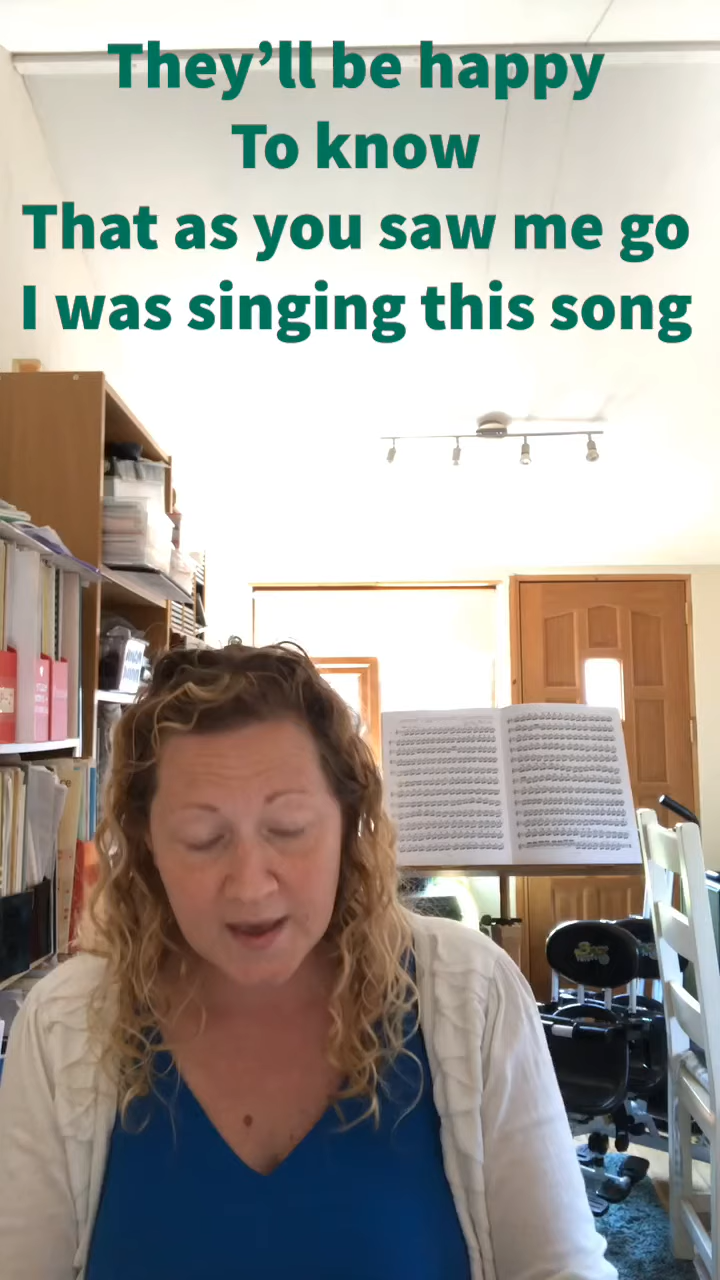 They’ll be happy
To know
That as you saw me go
I was singing this song